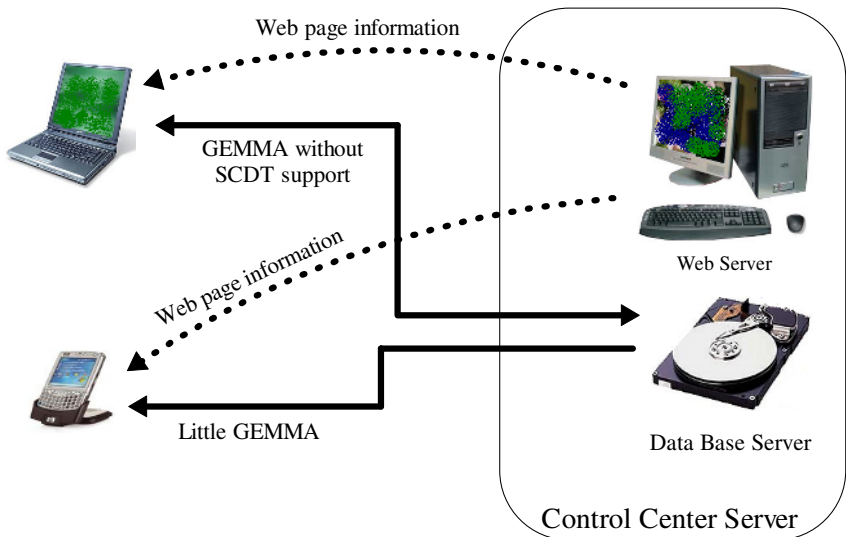 Web page information
GEMMA without
SCDT support
Web page information
Web Server
Little GEMMA
Data Base Server
Control Center Server